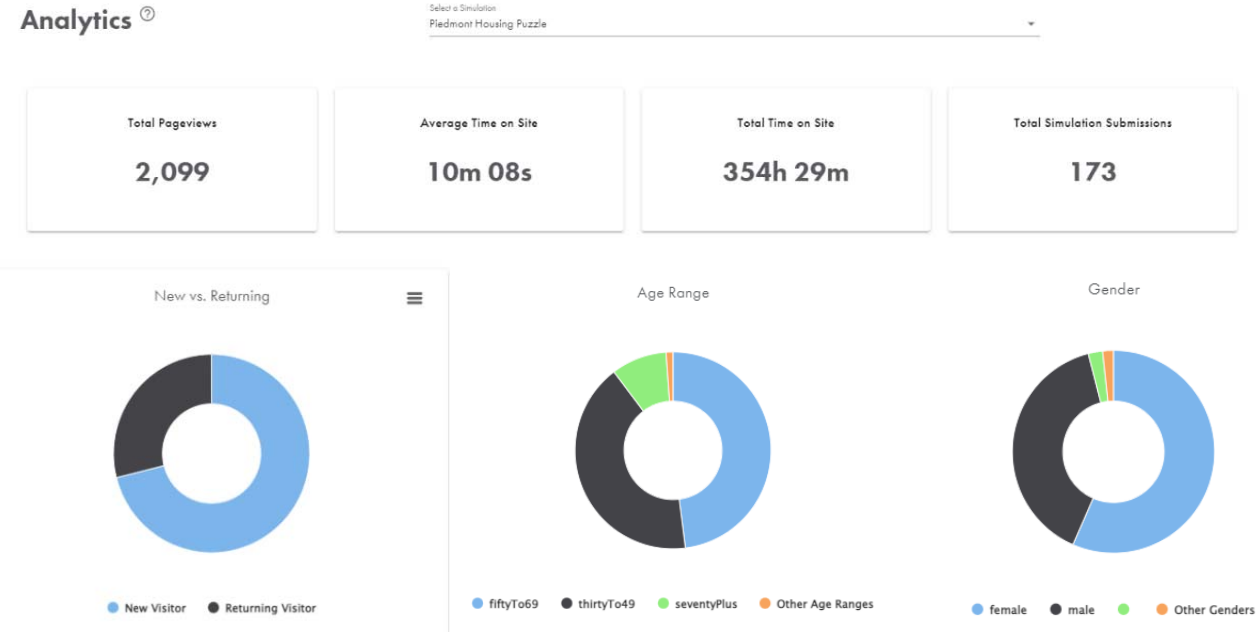 Analytics ?
Select a Simulation
Piedmont Housing Puzzle
Total Pageviews
2,099
Average Time on Site
10m 08s
Total Time on Site
354h 29m
Total Simulation Submissions
173
New vs. Returning
New Visitor Returning Visitor
Age Range
fiftyTo69 thirtyTo49 seventyPlus Other Age Ranges
Gender
female male Other Genders